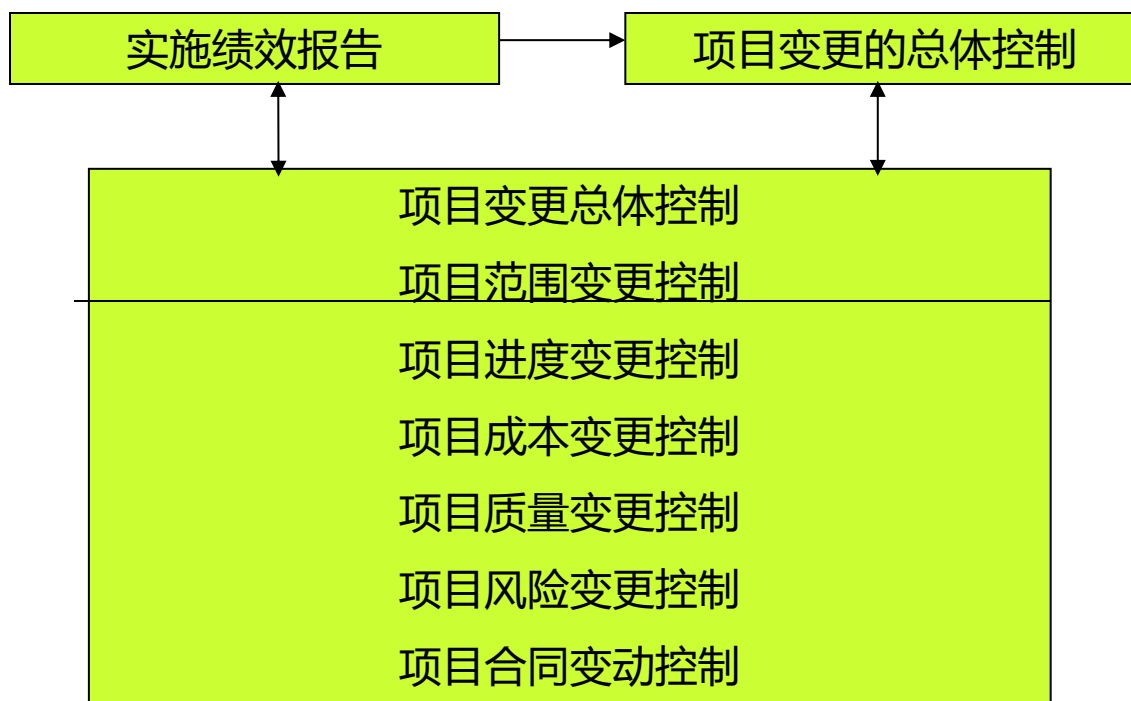 实施绩效报告
项目变更的总体控制
项目变更总体控制
项目范围变更控制
项目进度变更控制
项目成本变更控制
项目质量变更控制
项目风险变更控制
项目合同变动控制